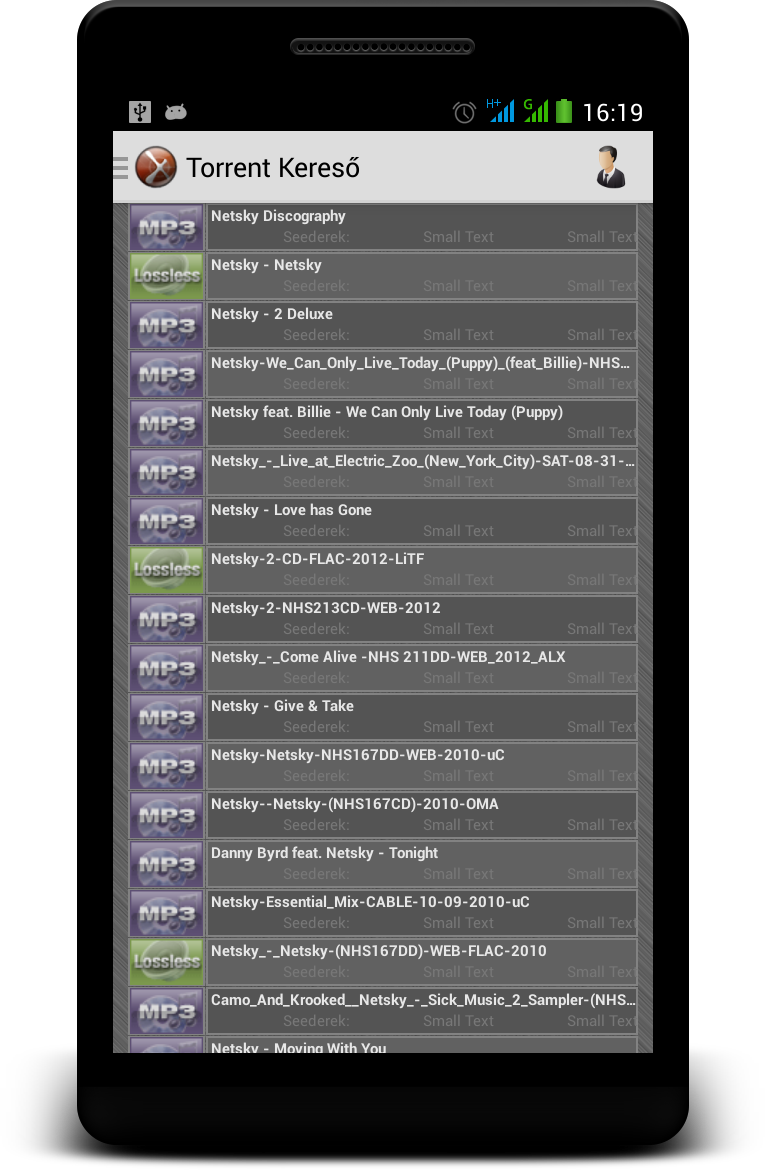 H+ G 16:19
Torrent Kereső
MP3 Netsky Discography
Seederek: Small Text Small Text
Lossless Netsky - Netsky
Seederek: Small Text Small Text
MP3 Netsky - 2 Deluxe
Seederek: Small Text Small Text
MP3 Netsky-We_Can_Only_Live_Today_(Puppy)_(feat_Billie)-NHS...
Seederek: Small Text Small Text
MP3 Netsky feat. Billie - We Can Only Live Today (Puppy)
Seederek: Small Text Small Text
MP3 Netsky_-_Live_at_Electric_Zoo_(New_York_City)-SAT-08-31-...
Seederek: Small Text Small Text
MP3 Netsky - Love has Gone
Seederek: Small Text Small Text
Lossless Netsky-2-CD-FLAC-2012-LiTF
Seederek: Small Text Small Text
MP3 Netsky-2-NHS213CD-WEB-2012
Seederek: Small Text Small Text
MP3 Netsky_-_Come Alive -NHS 211DD-WEB_2012_ALX
Seederek: Small Text Small Text
MP3 Netsky - Give & Take
Seederek: Small Text Small Text
MP3 Netsky-Netsky-NHS167DD-WEB-2010-uC
Seederek: Small Text Small Text
MP3 Netsky--Netsky-(NHS167CD)-2010-OMA
Seederek: Small Text Small Text
MP3 Danny Byrd feat. Netsky - Tonight
Seederek: Small Text Small Text
MP3 Netsky-Essential_Mix-CABLE-10-09-2010-uC
Seederek: Small Text Small Text
Lossless Netsky_-_Netsky-(NHS167DD)-WEB-FLAC-2010
Seederek: Small Text Small Text
MP3 Camo_And_Krooked__Netsky_-_Sick_Music_2_Sampler-(NHS...
Seederek: Small Text Small Text
MP3 Netsky - Moving With You